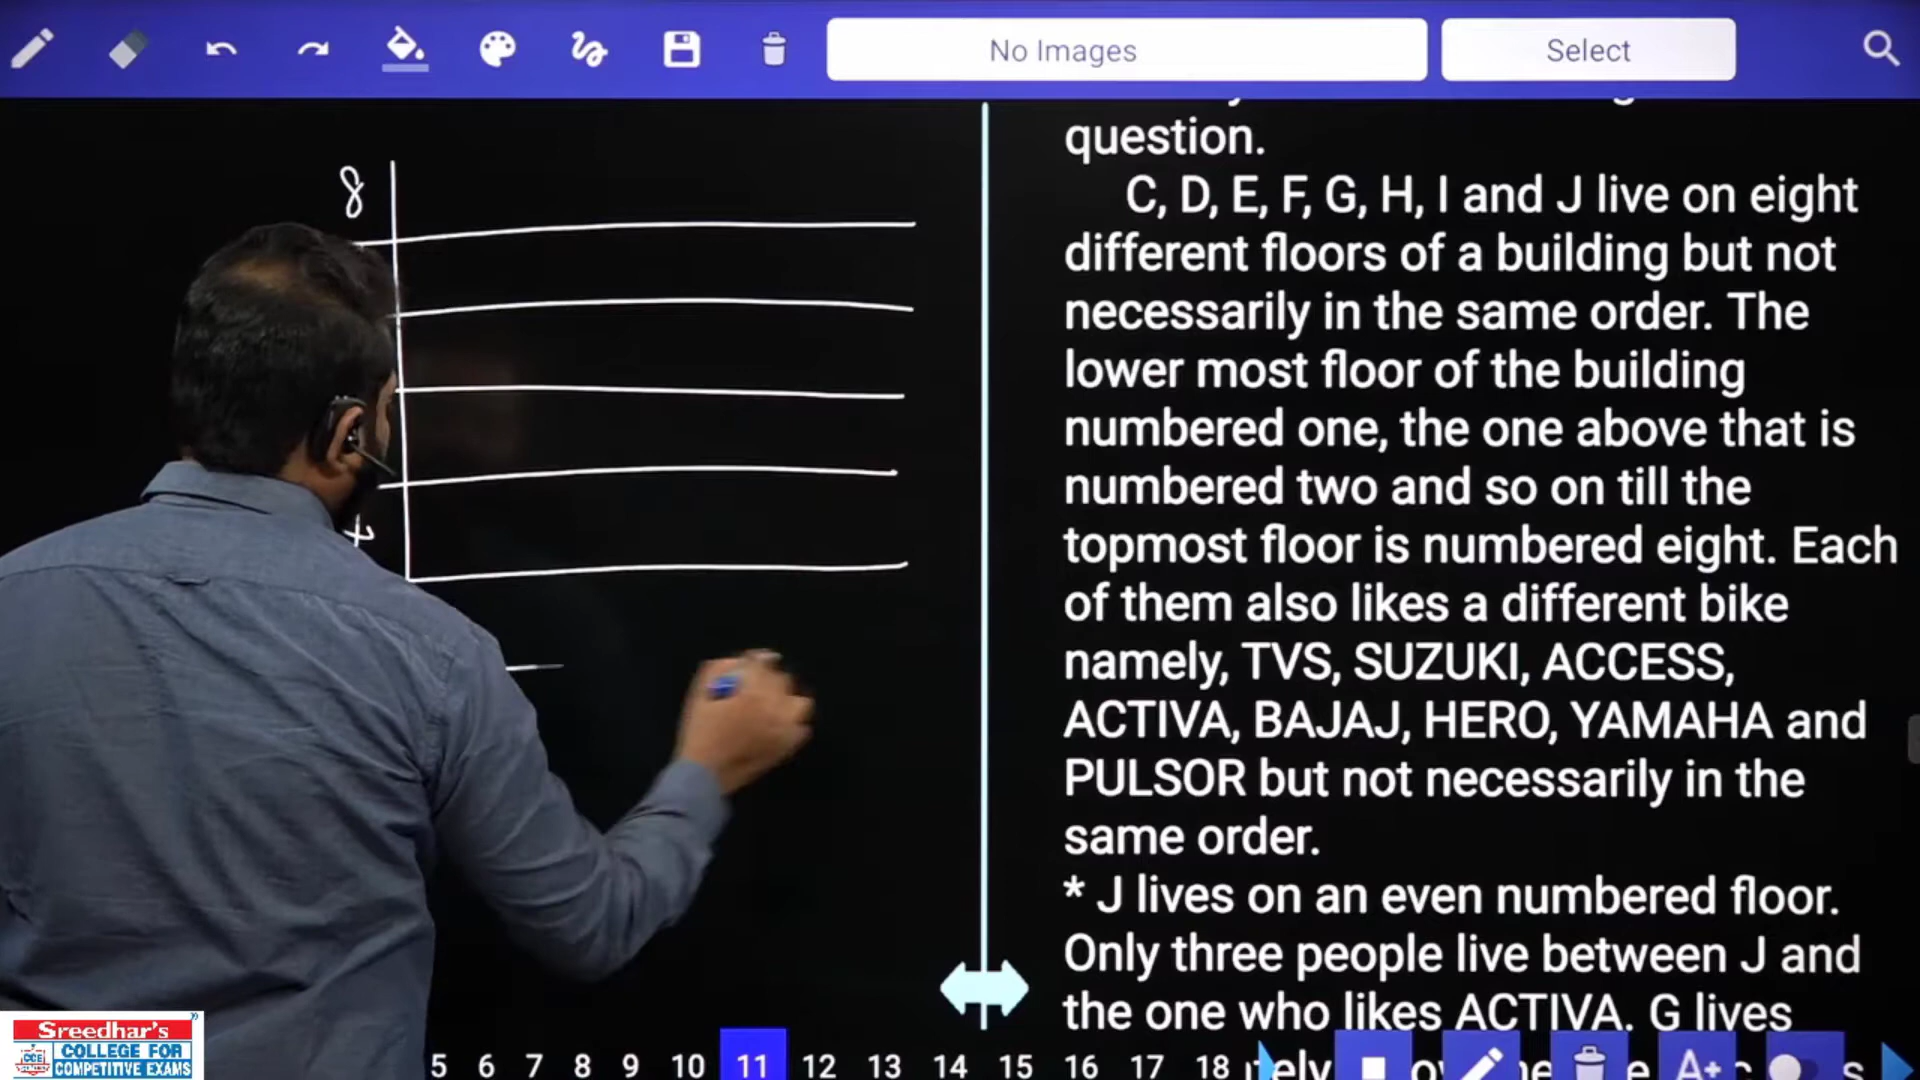 No Images
Select
question.
C, D, E, F, G, H, I and J live on eight
different floors of a building but not
necessarily in the same order. The
lower most floor of the building
numbered one, the one above that is
numbered two and so on till the
topmost floor is numbered eight. Each
of them also likes a different bike
namely, TVS, SUZUKI, ACCESS,
ACTIVA, BAJAJ, HERO, YAMAHA and
PULSOR but not necessarily in the
same order.
* J lives on an even numbered floor.
Only three people live between J and
the one who likes ACTIVA. G lives
8
5 6 7 8 9 10 11 12 13 14 15 16 17 18
A+
Sreedhar's
CCE
COLLEGE FOR
COMPETITIVE EXAMS